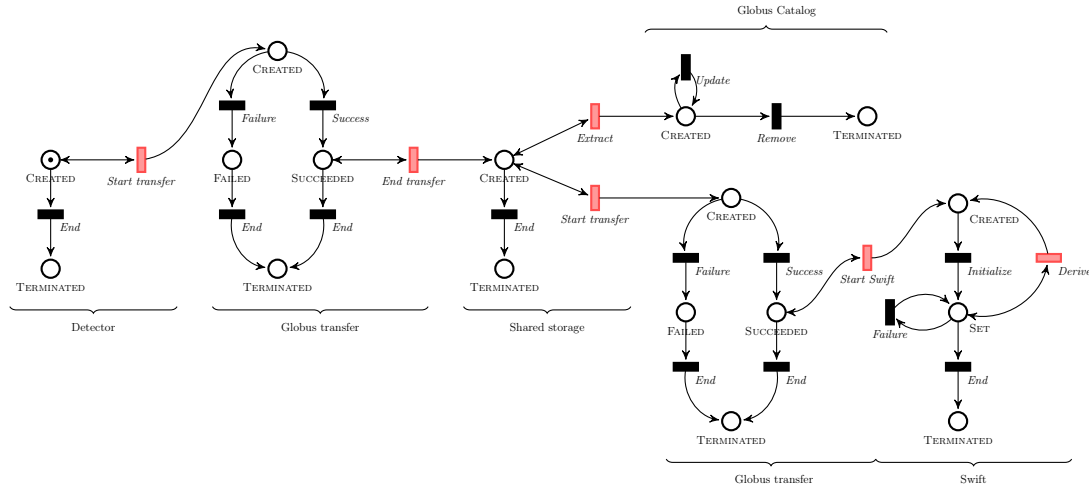 Globus Catalog
CREATED
Update
Failure
Success
Extract
CREATED
Remove
TERMINATED
CREATED
Start transfer
FAILED
SUCCEEDED
End transfer
CREATED
Start transfer
CREATED
CREATED
End
End
End
End
Failure
Success
Start Swift
Initialize
Derive
TERMINATED
TERMINATED
TERMINATED
Detector
Globus transfer
Shared storage
FAILED
SUCCEEDED
Failure
SET
End
End
End
TERMINATED
TERMINATED
Globus transfer
Swift